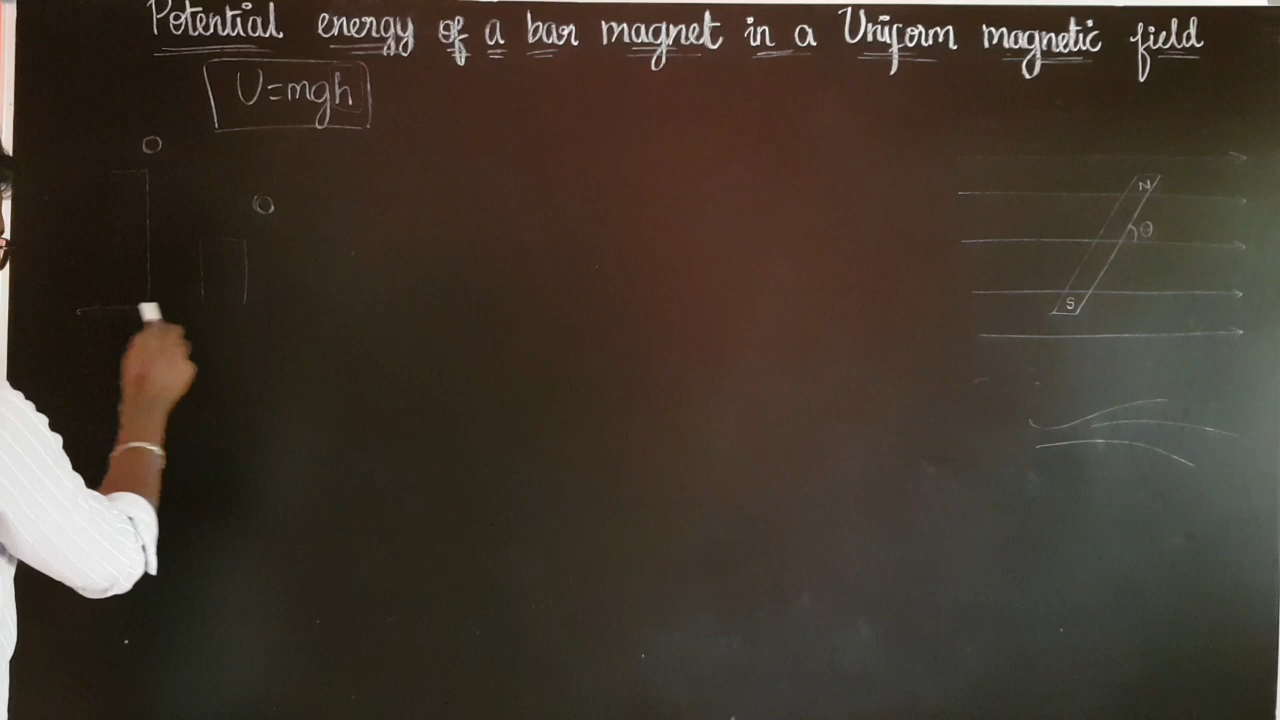 Potential energy of a bar magnet in a Uniform magnetic field
U=mgh
N
θ
S